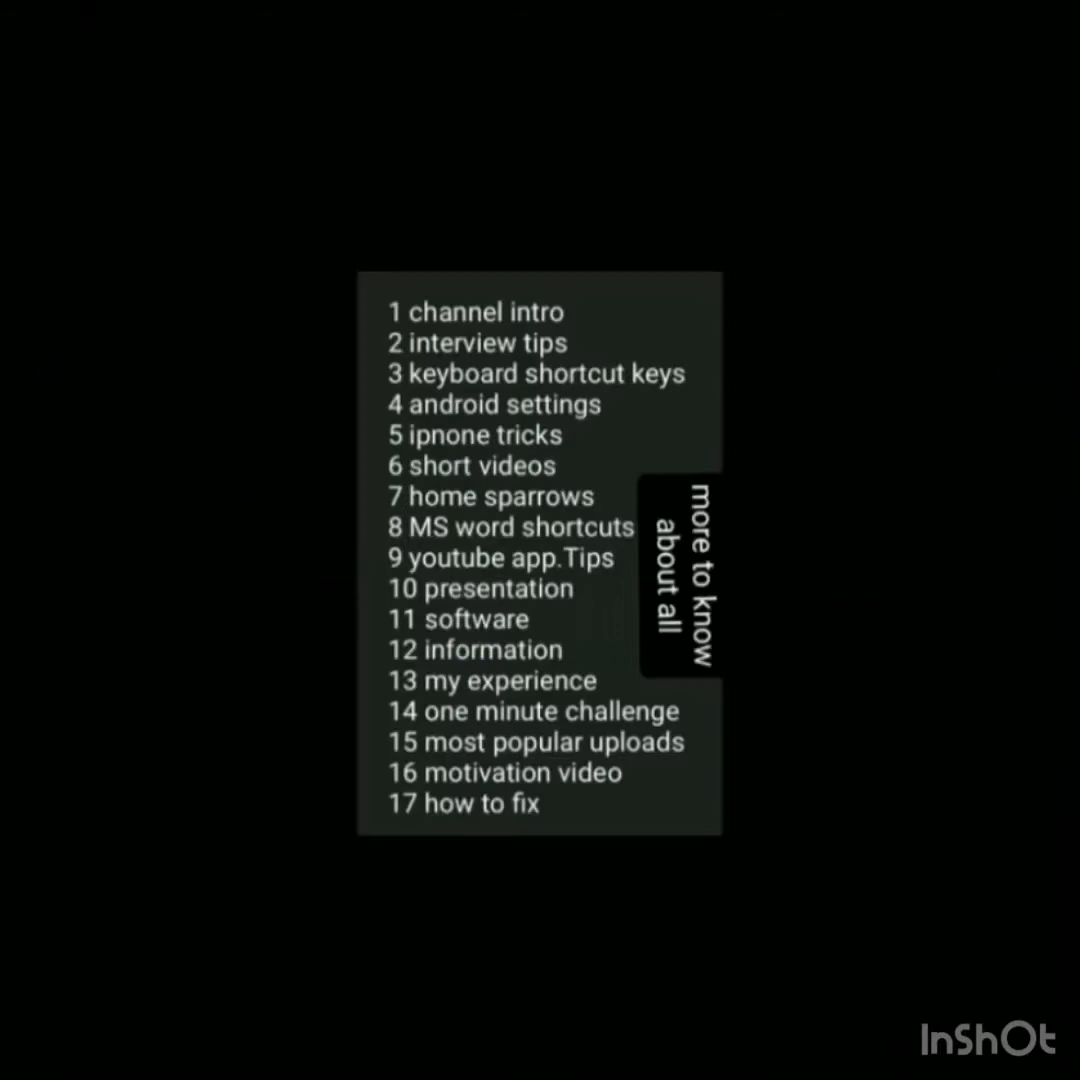 1 channel intro
2 interview tips
3 keyboard shortcut keys
4 android settings
5 ipnone tricks
6 short videos
7 home sparrows
8 MS word shortcuts
9 youtube app.Tips
10 presentation
11 software
12 information
13 my experience
14 one minute challenge
15 most popular uploads
16 motivation video
17 how to fix
more to know
about all
InShOt